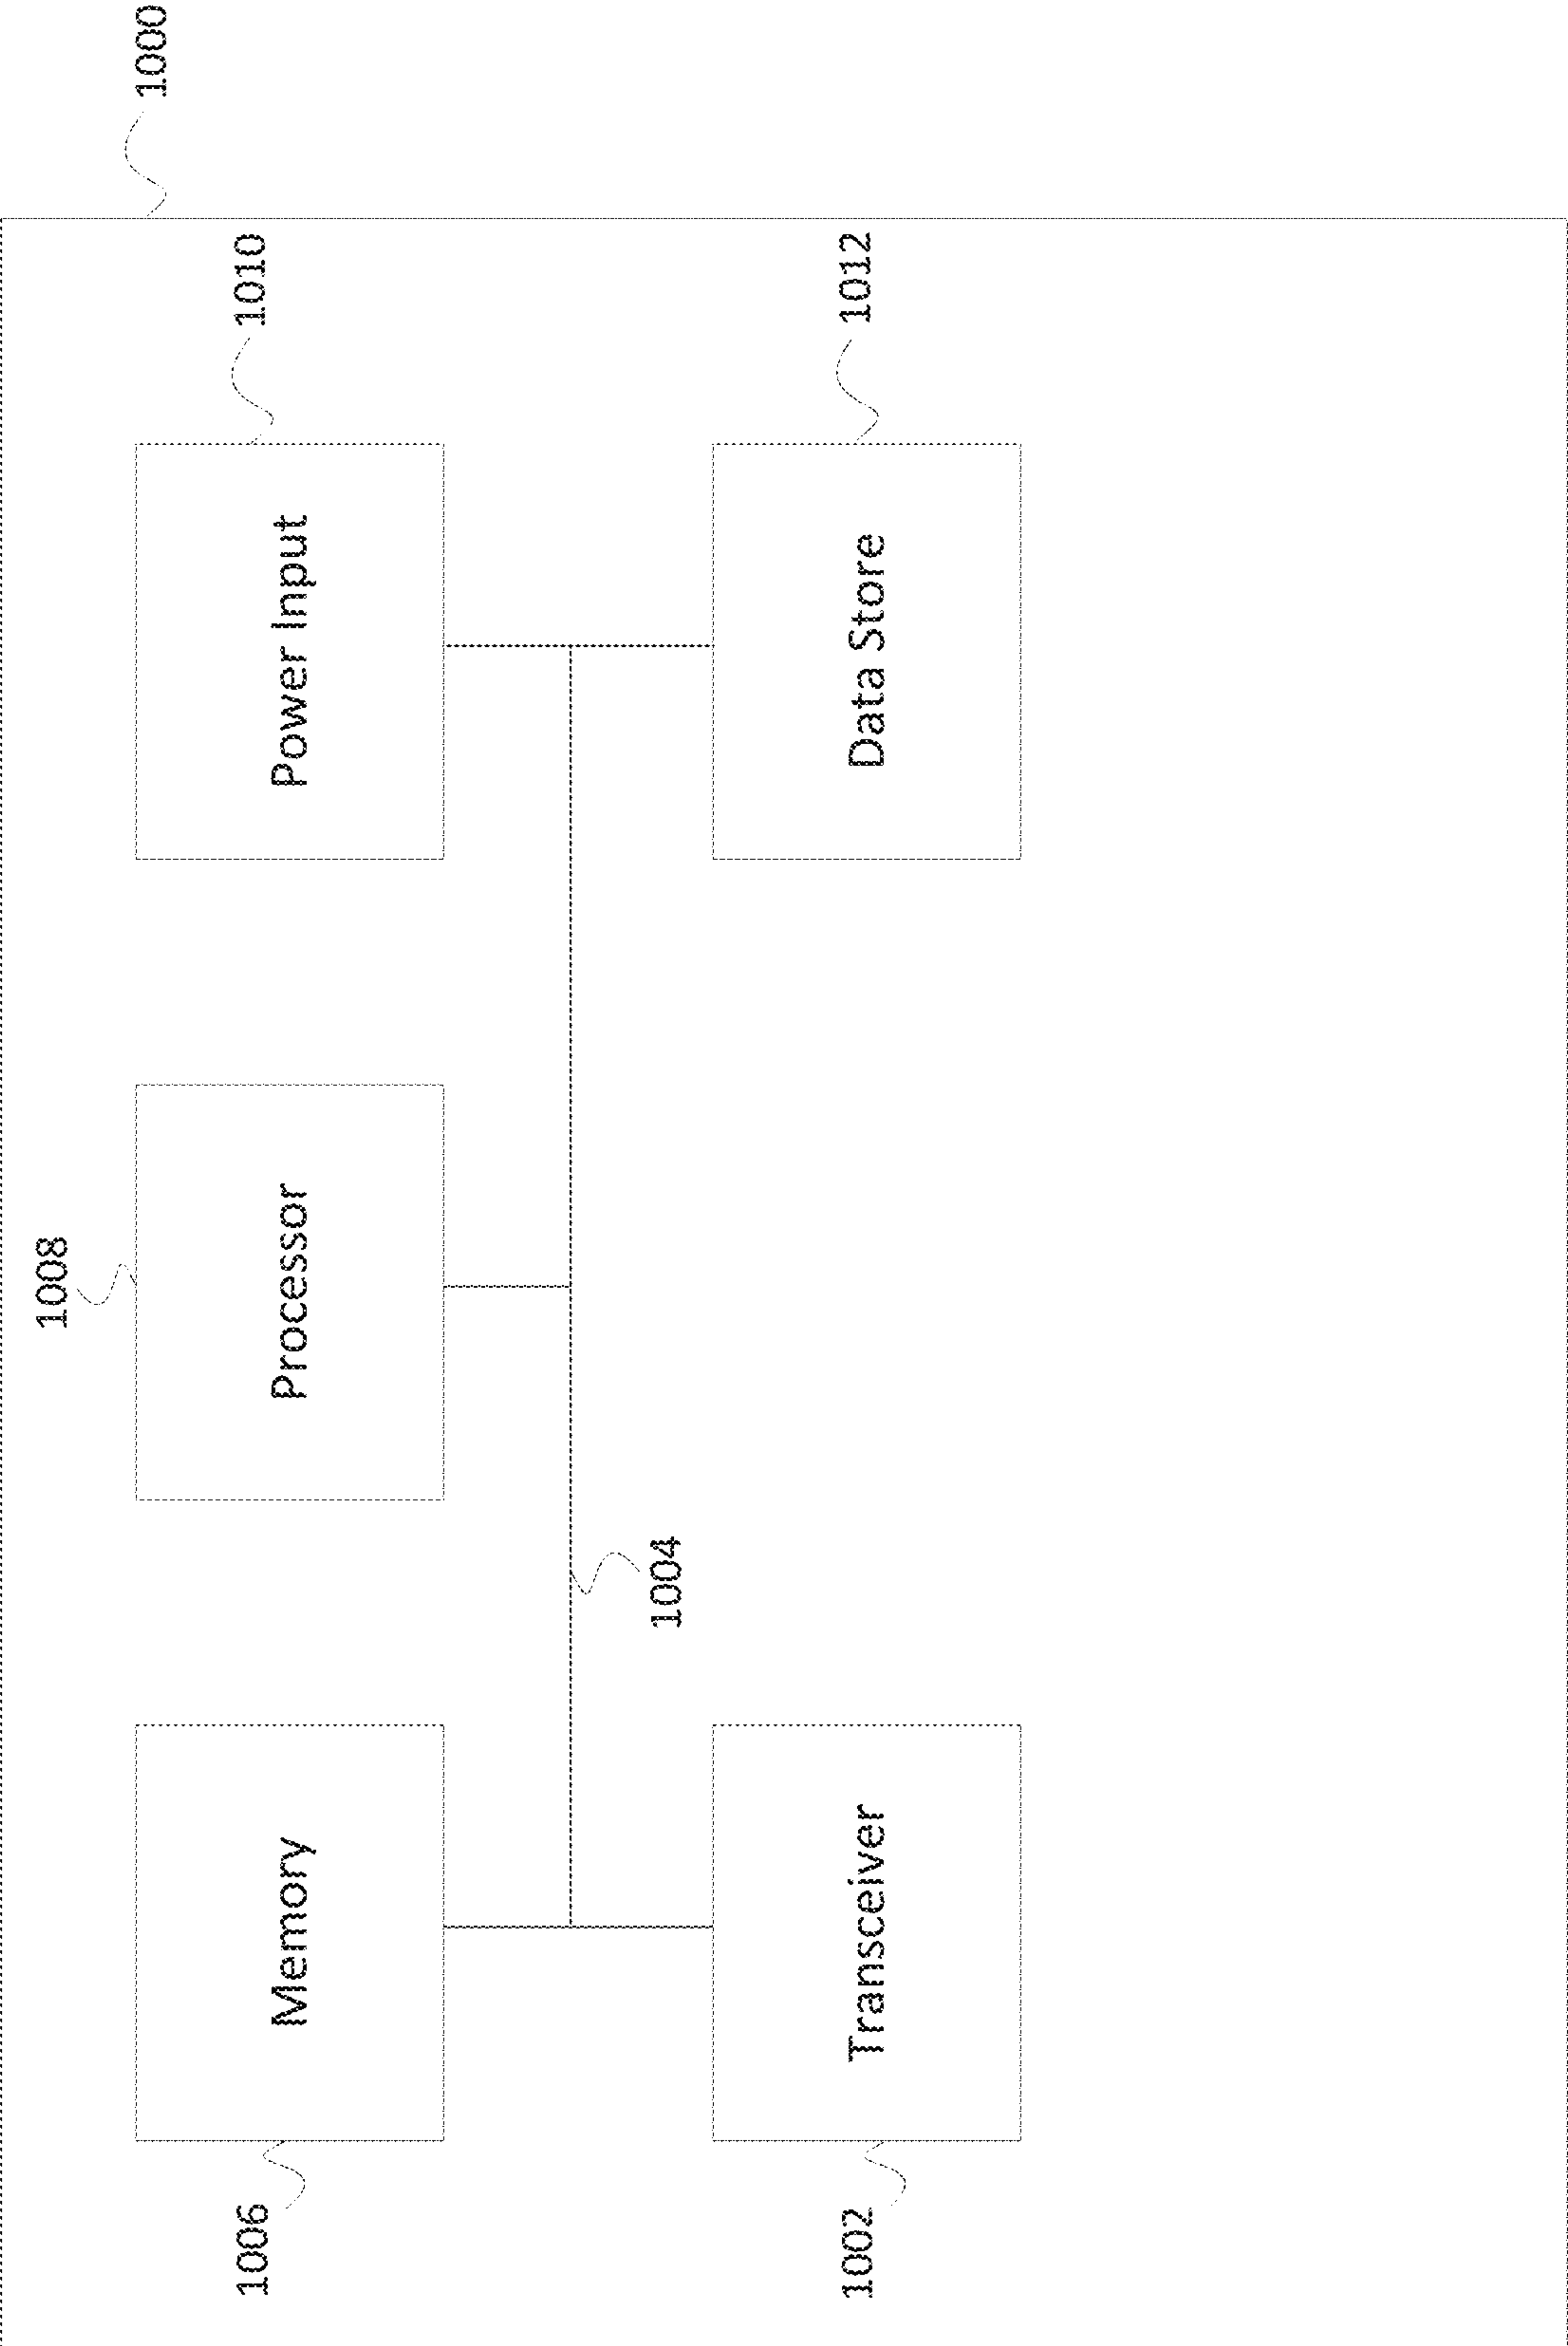 1000
1006
Memory
1008
Processor
1010
Power Input
1004
1002
Transceiver
1012
Data Store